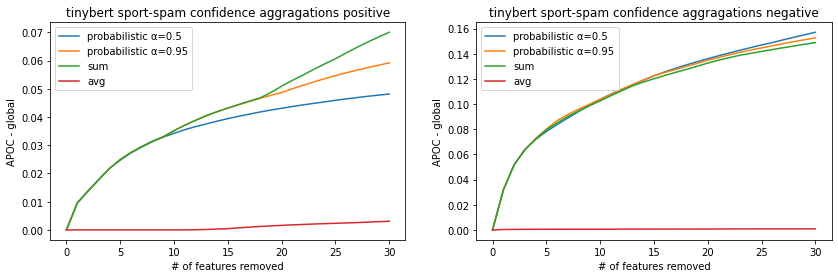 tinybert sport-spam confidence aggragations positive
probabilistic α=0.5
probabilistic α=0.95
sum
avg
0.07
0.06
0.05
0.04
0.03
0.02
0.01
0.00
APOC - global
0 5 10 15 20 25 30
# of features removed
tinybert sport-spam confidence aggragations negative
probabilistic α=0.5
probabilistic α=0.95
sum
avg
0.16
0.14
0.12
0.10
0.08
0.06
0.04
0.02
0.00
APOC - global
0 5 10 15 20 25 30
# of features removed